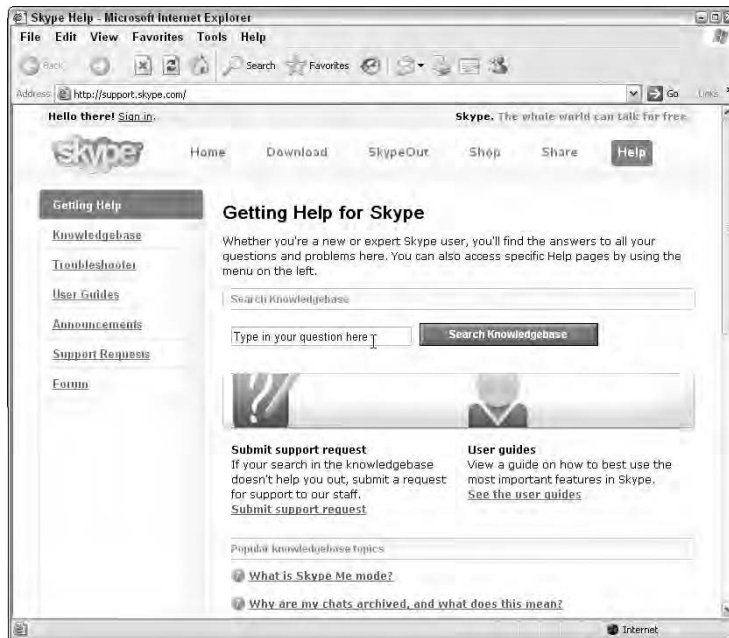 Skype Help - Microsoft Internet Explorer
File Edit View Favorites Tools Help
Back Search Favorites
Address http://support.skype.com/ Go Links
Hello there! Sign in. Skype. The whole world can talk for free.
skype Home Download SkypeOut Shop Share Help
Getting Help
Knowledgebase
Troubleshooter
User Guides
Announcements
Support Requests
Forum
Getting Help for Skype
Whether you're a new or expert Skype user, you'll find the answers to all your
questions and problems here. You can also access specific Help pages by using the
menu on the left.
Search Knowledgebase
Type in your question here Search Knowledgebase
Submit support request
If your search in the knowledgebase
doesn't help you out, submit a request
for support to our staff.
Submit support request
User guides
View a guide on how to best use the
most important features in Skype.
See the user guides
Popular knowledgebase topics
What is Skype Me mode?
Why are my chats archived, and what does this mean?
Internet